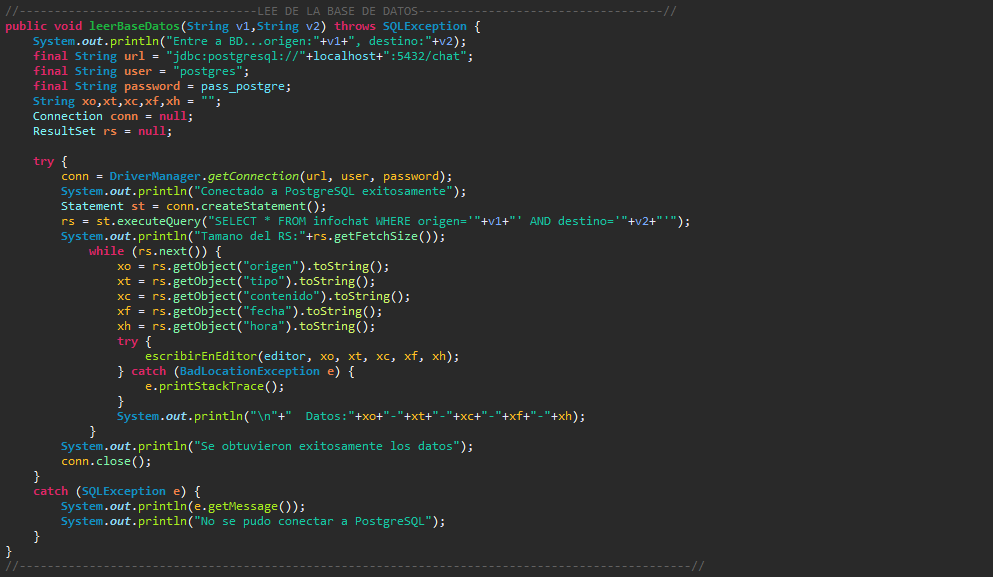 //----------------------------------LEE DE LA BASE DE DATOS-----------------------------------//
public void leerBaseDatos(String v1,String v2) throws SQLException {
    System.out.println("Entre a BD...origen:"+v1+", destino:"+v2);
    final String url = "jdbc:postgresql://"+localhost+":5432/chat";
    final String user = "postgres";
    final String password = pass_postgre;
    String xo,xt,xc,xf,xh = "";
    Connection conn = null;
    ResultSet rs = null;

    try {
        conn = DriverManager.getConnection(url, user, password);
        System.out.println("Conectado a PostgreSQL exitosamente");
        Statement st = conn.createStatement();
        rs = st.executeQuery("SELECT * FROM infochat WHERE origen='"+v1+"' AND destino='"+v2+"'");
        System.out.println("Tamano del RS:"+rs.getFetchSize());
            while (rs.next()) {
                xo = rs.getObject("origen").toString();
                xt = rs.getObject("tipo").toString();
                xc = rs.getObject("contenido").toString();
                xf = rs.getObject("fecha").toString();
                xh = rs.getObject("hora").toString();
                try {
                    escribirEnEditor(editor, xo, xt, xc, xf, xh);
                } catch (BadLocationException e) {
                    e.printStackTrace();
                }
                System.out.println("\n"+"  Datos:"+xo+"-"+xt+"-"+xc+"-"+xf+"-"+xh);
            }
        System.out.println("Se obtuvieron exitosamente los datos");
        conn.close();
    }
    catch (SQLException e) {
        System.out.println(e.getMessage());
        System.out.println("No se pudo conectar a PostgreSQL");
    }
}
//------------------------------------------------------------------------------------------------//